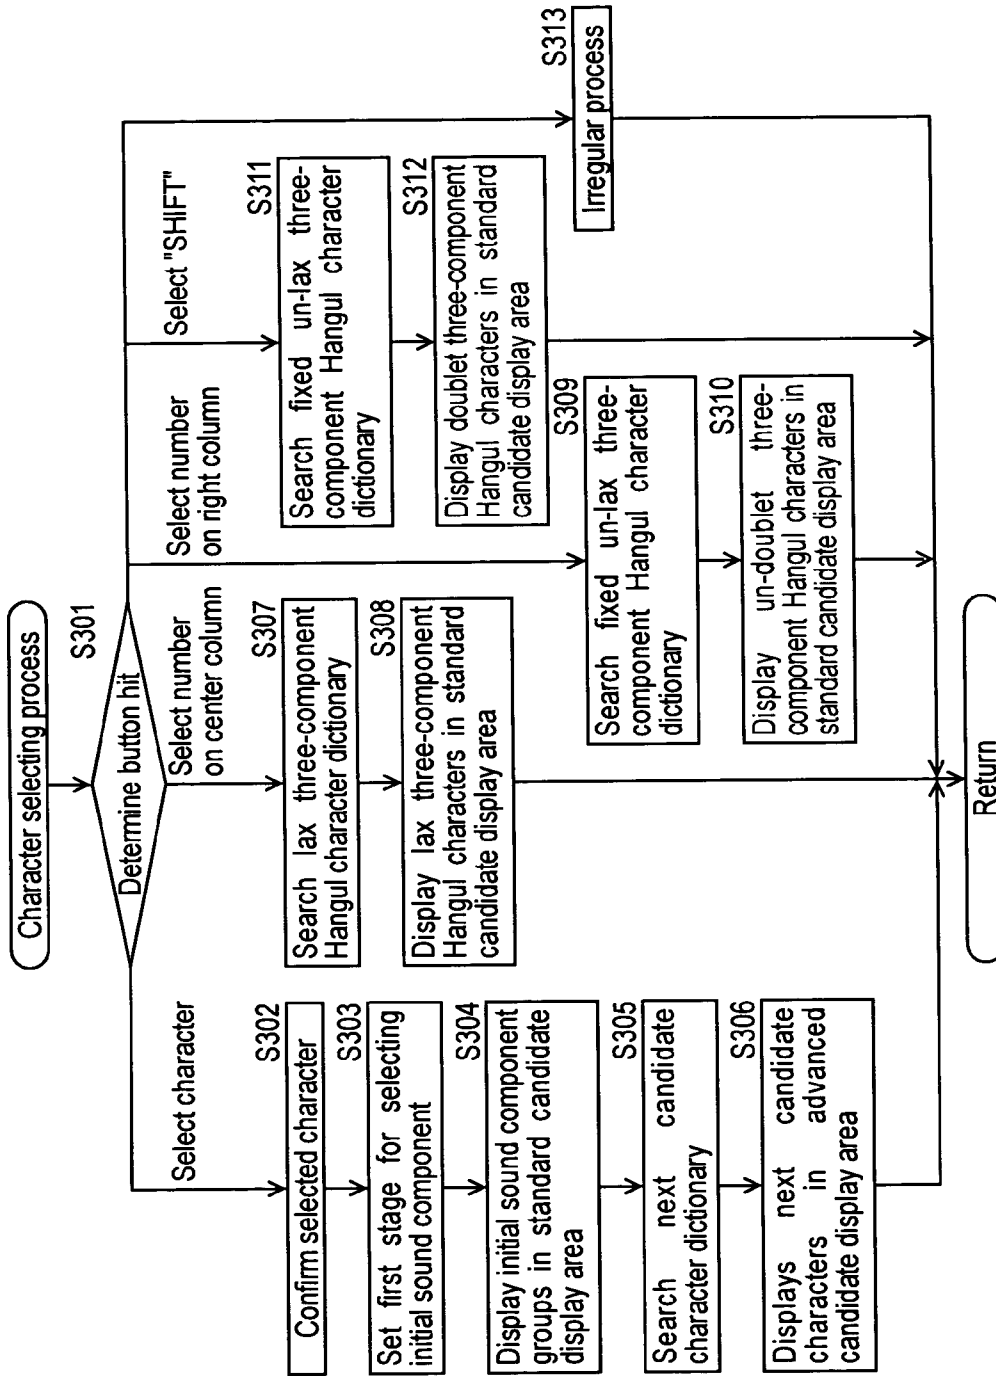 Character selecting process
S301
Determine button hit
Select character
S302
Confirm selected character
S303
Set first stage for selecting
initial sound component
S304
Display initial sound component
groups in standard candidate
display area
S305
Search next candidate
character dictionary
S306
Displays next candidate
characters in advanced
candidate display area
Select number
on center column
S307
Search lax three-component
Hangul character dictionary
S308
Display lax three-component
Hangul characters in standard
candidate display area
Select number
on right column
S309
Search fixed un-lax three-
component Hangul character
dictionary
S310
Display un-doublet three-
component Hangul characters in
standard candidate display area
Select "SHIFT"
S311
Search fixed un-lax three-
component Hangul character
dictionary
S312
Display doublet three-component
Hangul characters in standard
candidate display area
S313
Irregular process
Return